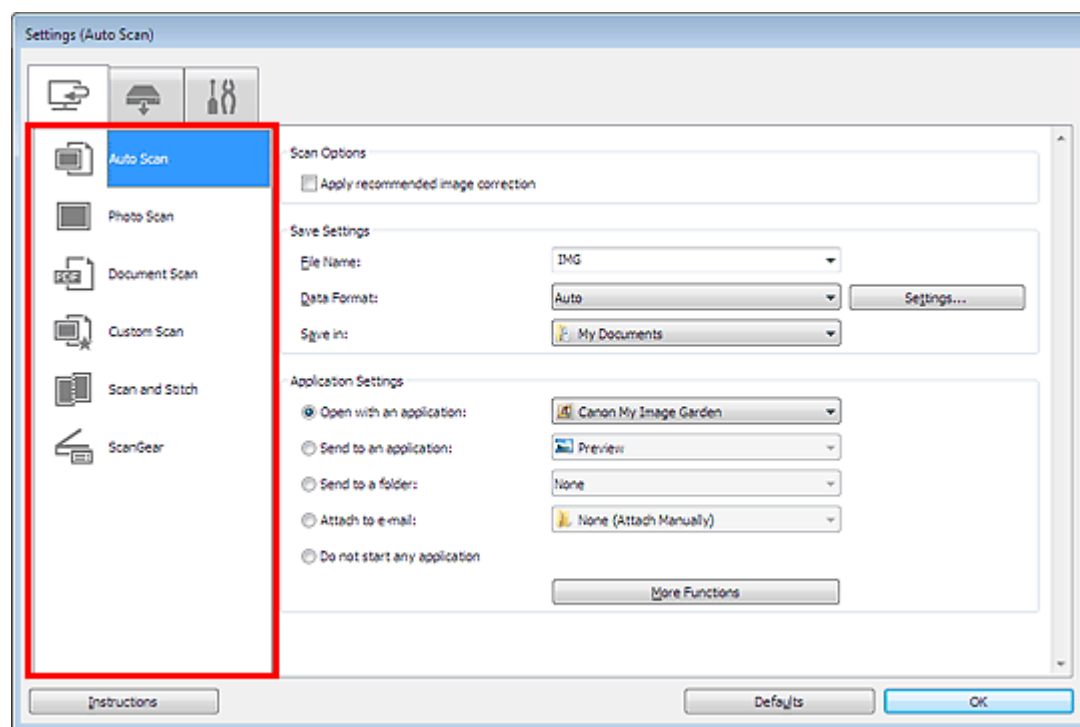 Settings (Auto Scan)
Auto Scan
Photo Scan
PDF
Document Scan
Custom Scan
Scan and Stitch
ScanGear
Scan Options
Apply recommended image correction
Save Settings
File Name: IMG
Data Format: Auto Settings...
Save in: My Documents
Application Settings
Open with an application: Canon My Image Garden
Send to an application: Preview
Send to a folder: None
Attach to e-mail: None (Attach Manually)
Do not start any application
More Functions
Instructions Defaults OK